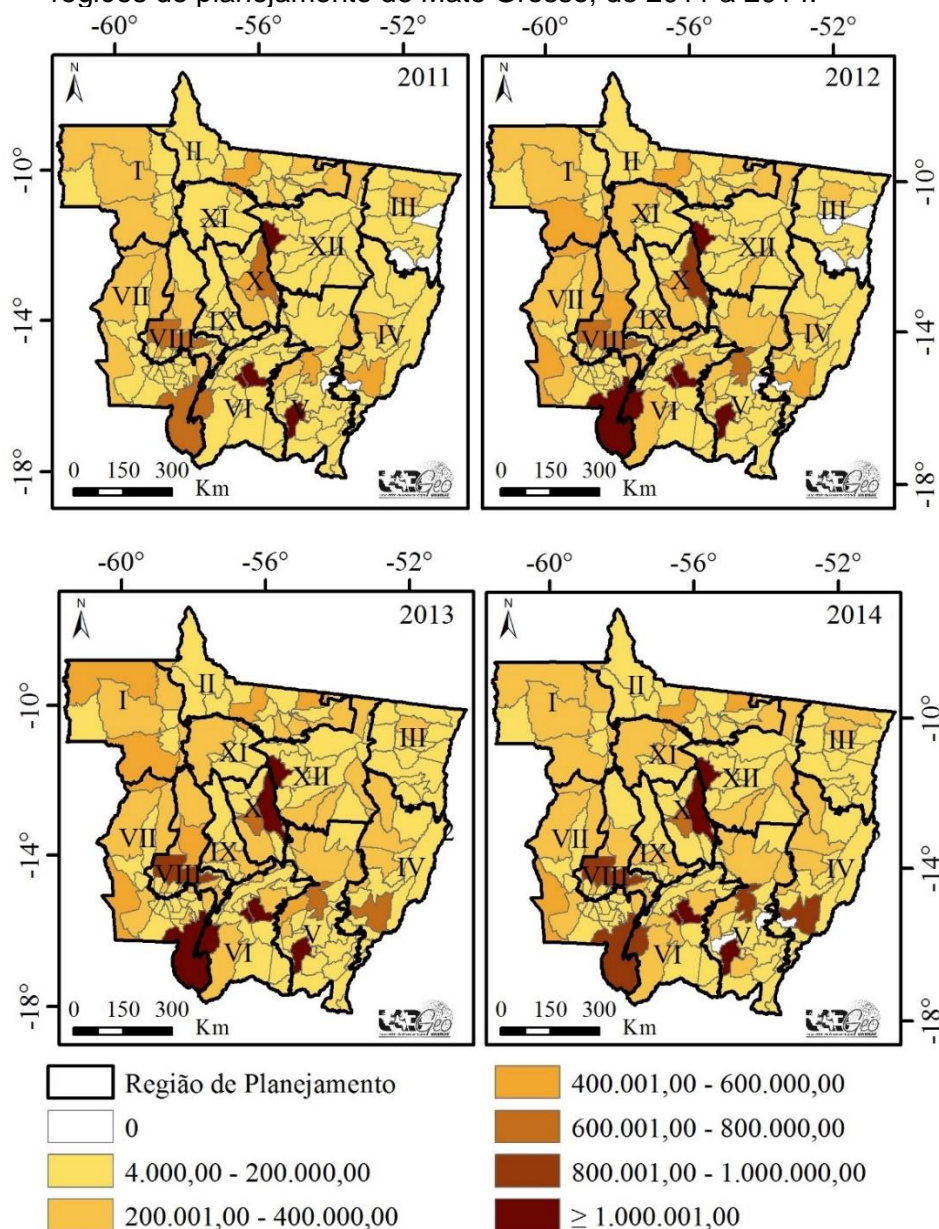 regiões de planejamento de Mato Grosso, de 2011 a 2014.
-60° -56° -52°
-60° -56° -52°
N 2011
N 2012
-10° -14° -18°
-10° -14° -18°
I II III XI XII X VII IV IX VIII VI V
I II III XI XII X VII IV IX VIII VI V
0 150 300
Km
Geo
0 150 300
Km
Geo
-60° -56° -52°
-60° -56° -52°
N 2013
N 2014
-10° -14° -18°
-10° -14° -18°
I II III XI XII X VII IV IX VIII VI V
I II III XI XII X VII IV IX VIII VI V
0 150 300
Km
Geo
0 150 300
Km
Geo
Região de Planejamento
0
4.000,00 - 200.000,00
200.001,00 - 400.000,00
400.001,00 - 600.000,00
600.001,00 - 800.000,00
800.001,00 - 1.000.000,00
≥ 1.000.001,00